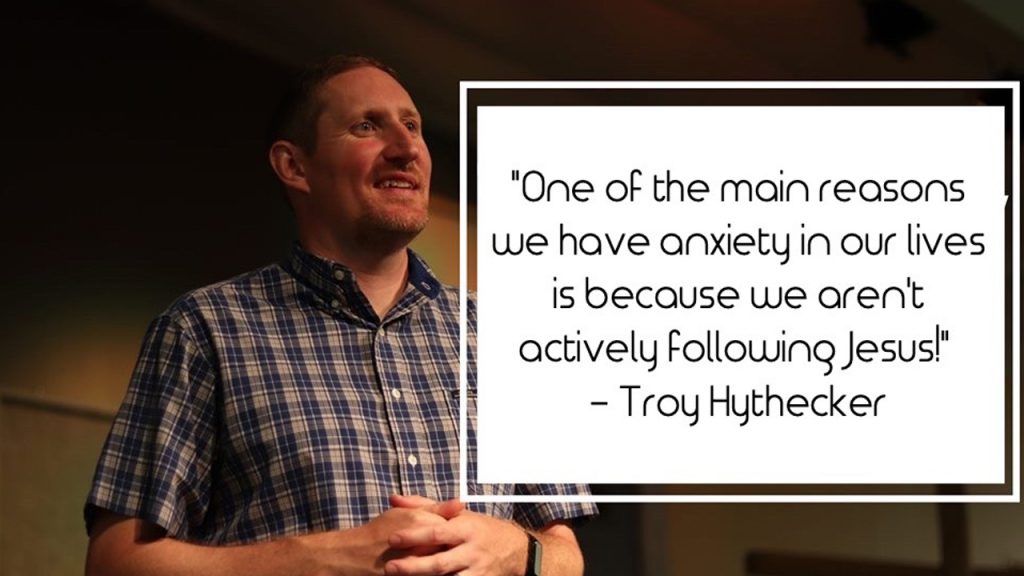 "One of the main reasons
we have anxiety in our lives
is because we aren't
actively following Jesus!"
- Troy Hythecker